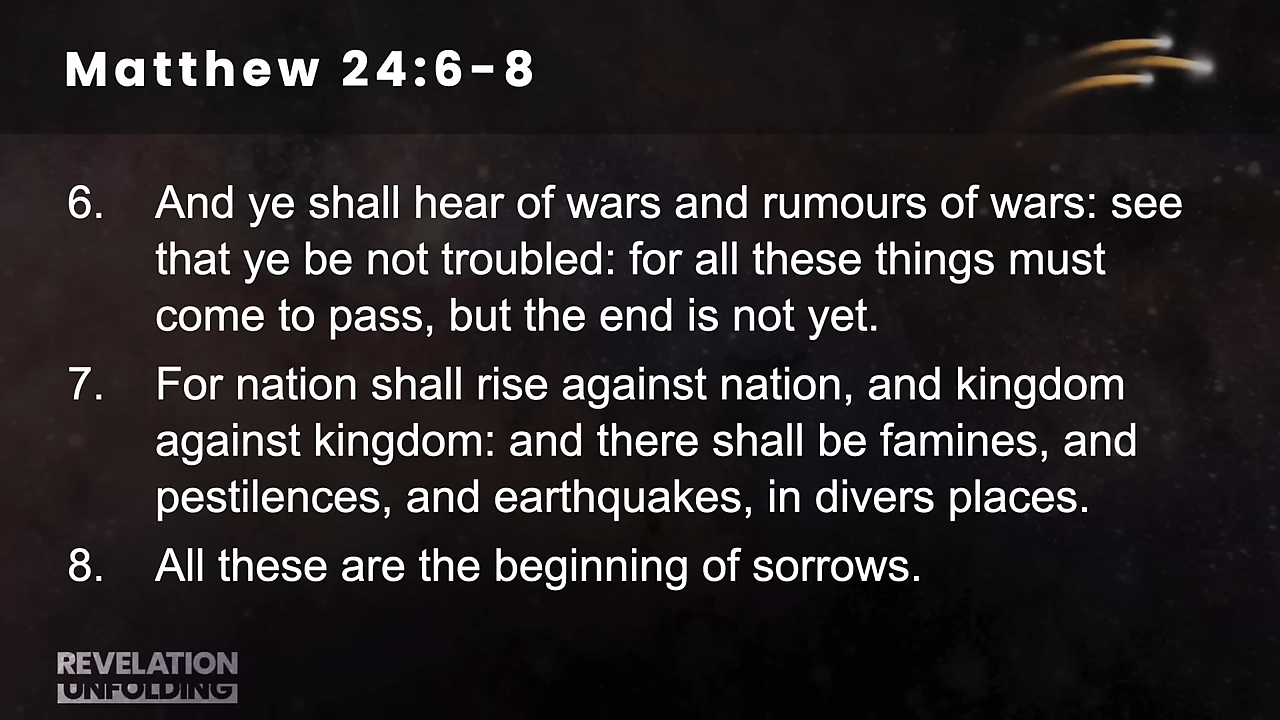 Matthew 24:6-8
6. And ye shall hear of wars and rumours of wars: see
that ye be not troubled: for all these things must
come to pass, but the end is not yet.
7. For nation shall rise against nation, and kingdom
against kingdom: and there shall be famines, and
pestilences, and earthquakes, in divers places.
8. All these are the beginning of sorrows.
REVELATION
UNFOLDING